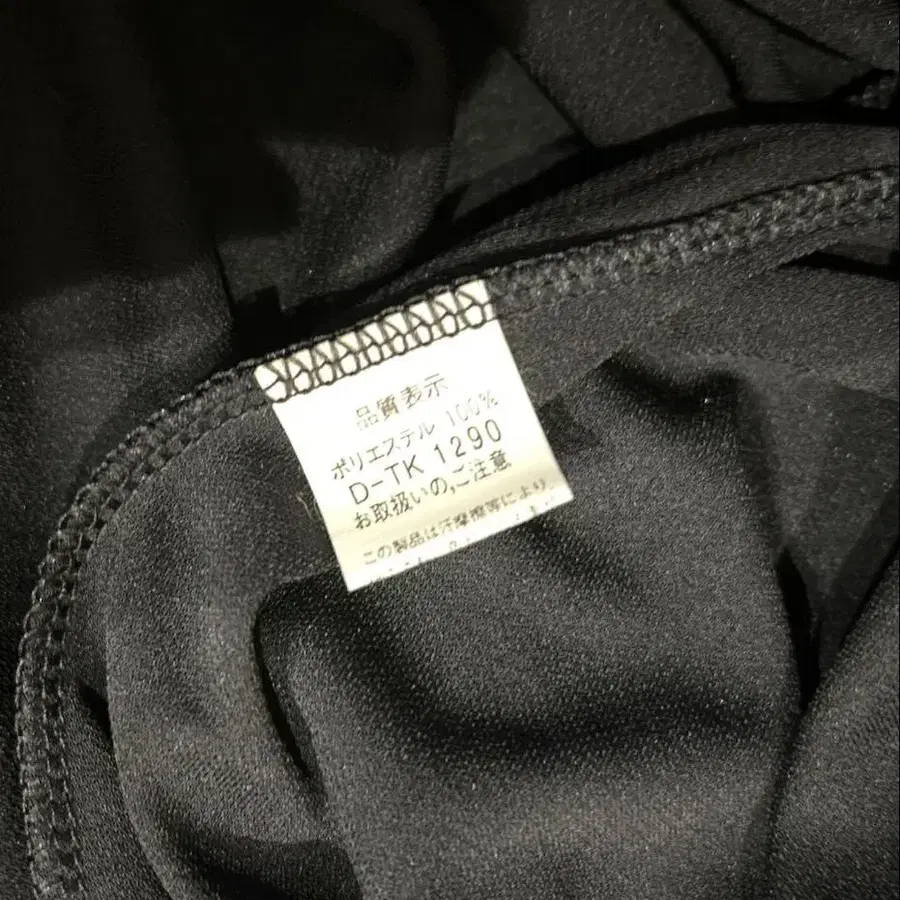 品質表示
ポリエステル 100%
D-TK 1290
お取扱いのご注意
この製品は汗摩擦等により